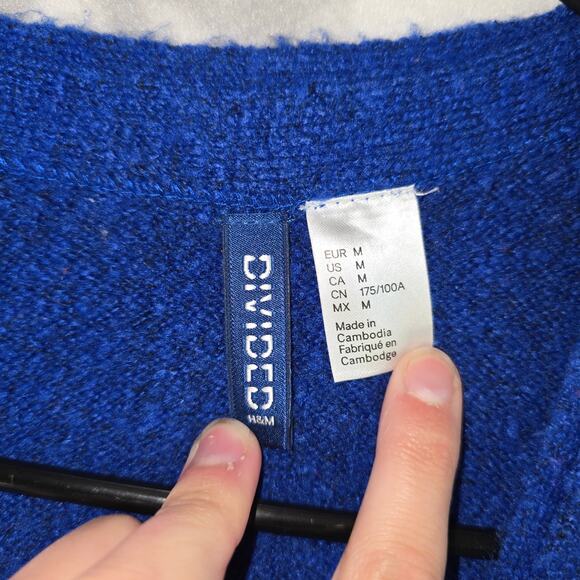 DIVIDED
H&M
EUR M
US M
CA M
CN 175/100A
MX M
Made in
Cambodia
Fabriqué en
Cambodge